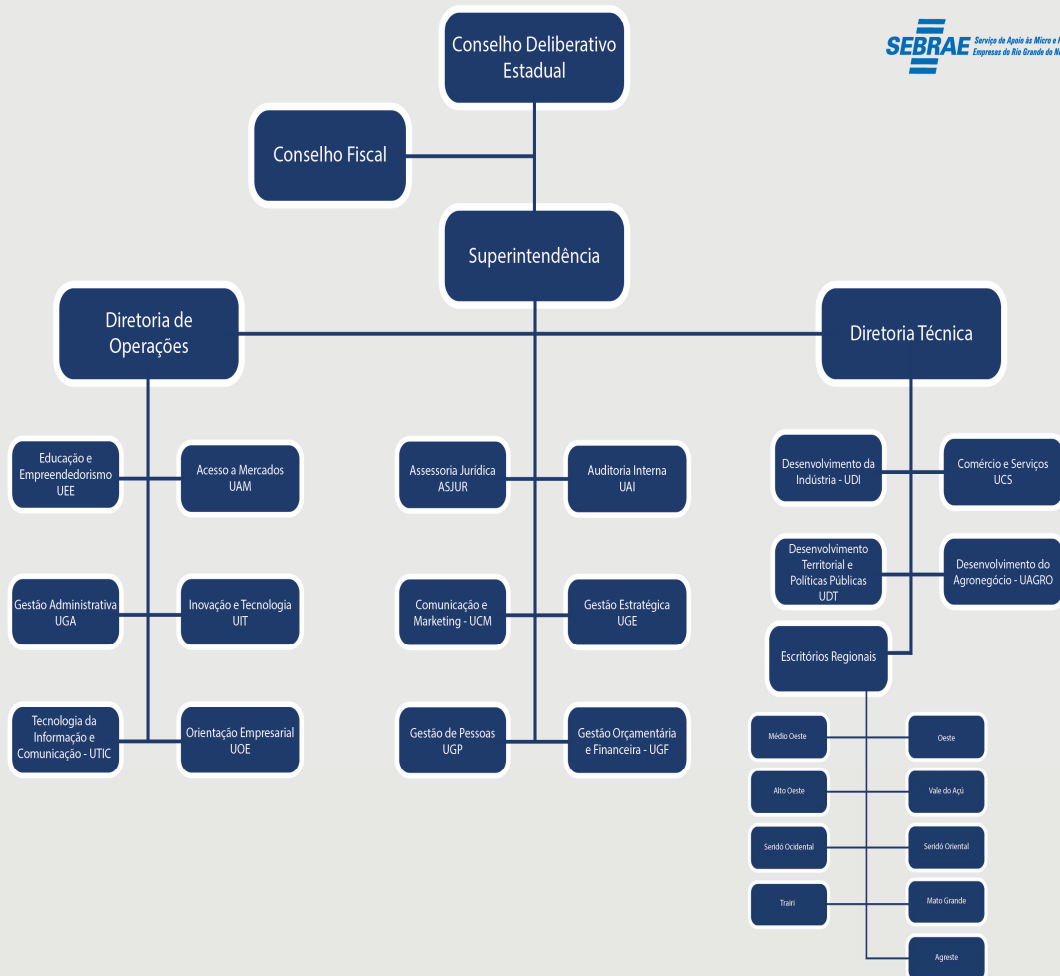 Conselho Deliberativo
Estadual
SEBRAE
Serviço de Apoio às Micro e
Empresas do Rio Grande do
Conselho Fiscal
Superintendência
Diretoria de
Operações
Diretoria Técnica
Educação e
Empreendedorismo
UEE
Acesso a Mercados
UAM
Gestão Administrativa
UGA
Inovação e Tecnologia
UIT
Tecnologia da
Informação e
Comunicação - UTIC
Orientação Empresarial
UOE
Assessoria Jurídica
ASJUR
Auditoria Interna
UAI
Comunicação e
Marketing - UCM
Gestão Estratégica
UGE
Gestão de Pessoas
UGP
Gestão Orçamentária
e Financeira - UGF
Desenvolvimento da
Indústria - UDI
Comércio e Serviços
UCS
Desenvolvimento
Territorial e
Políticas Públicas
UDT
Desenvolvimento do
Agronegócio - UAGRO
Escritórios Regionais
Médio Oeste
Oeste
Alto Oeste
Vale do Açú
Seridó Ocidental
Seridó Oriental
Trairi
Mato Grande
Agreste